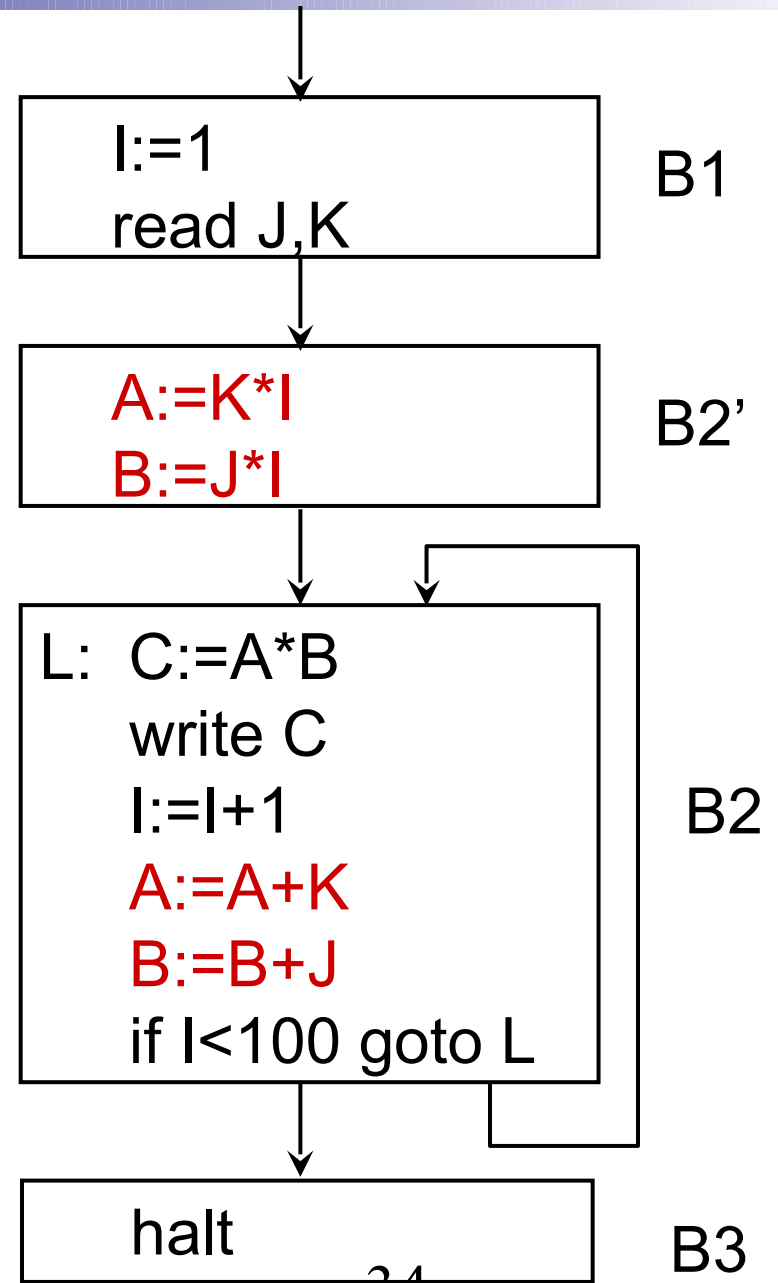 I:=1
read J,K
B1
A:=K*I
B:=J*I
B2’
L: C:=A*B
write C
I:=I+1
A:=A+K
B:=B+J
if I<100 goto L
B2
halt
B3